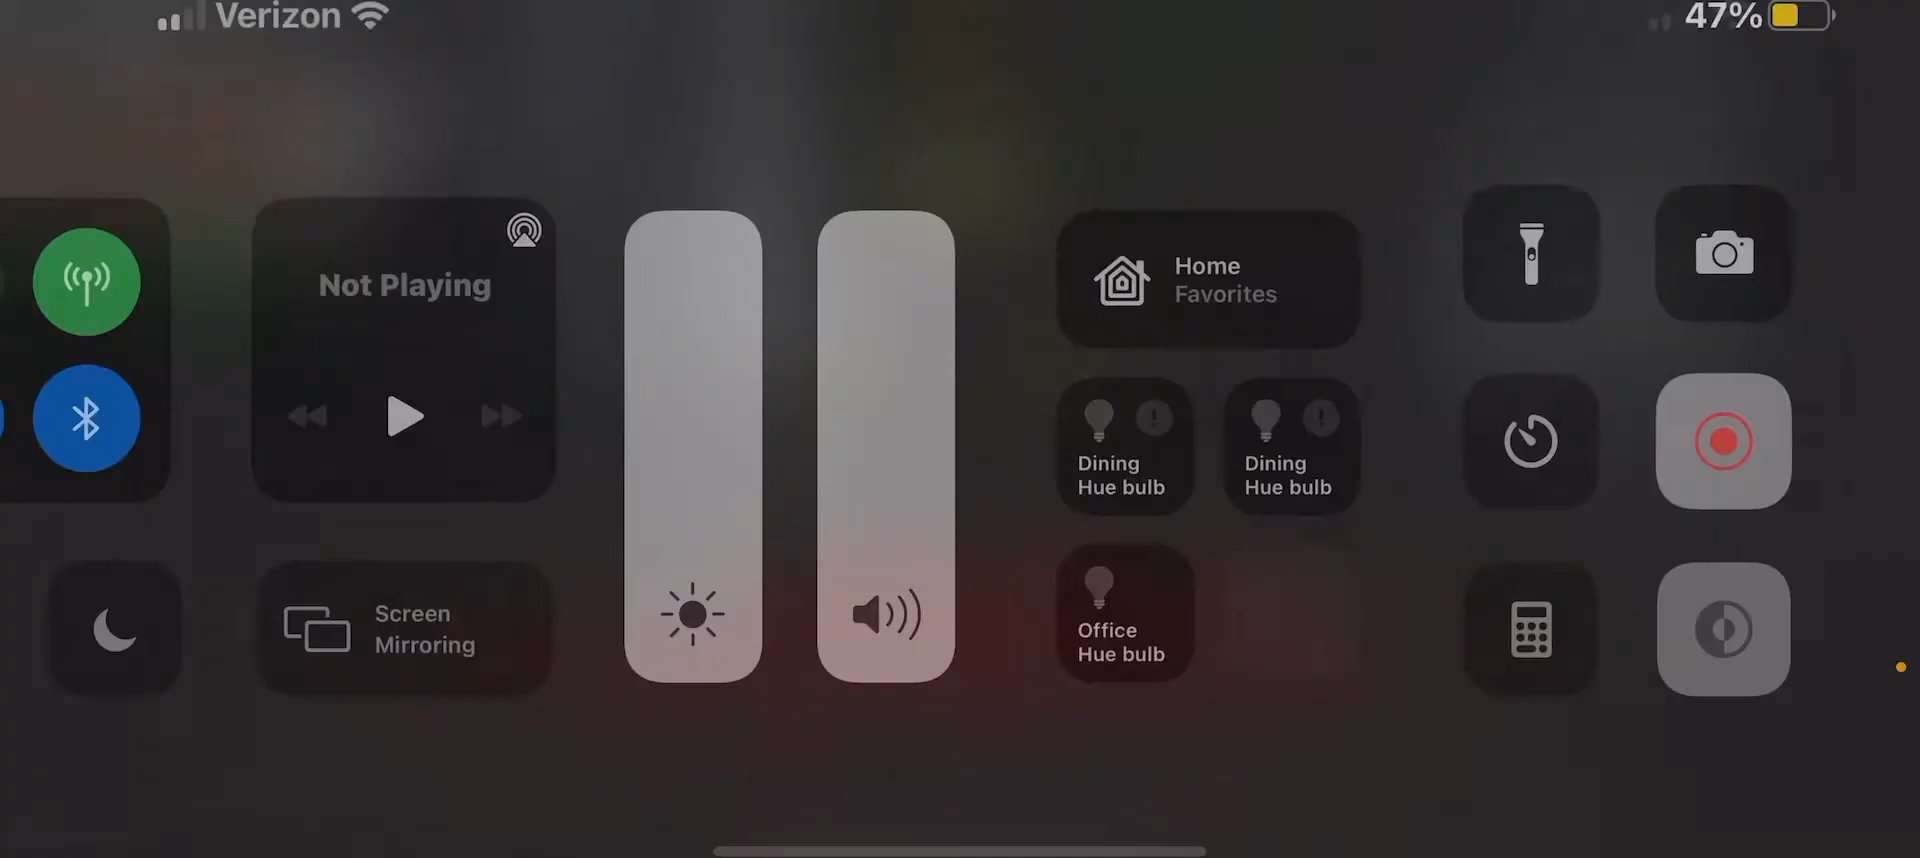 Verizon
47%
Not Playing
Home
Favorites
Dining
Hue bulb
Dining
Hue bulb
Screen
Mirroring
Office
Hue bulb